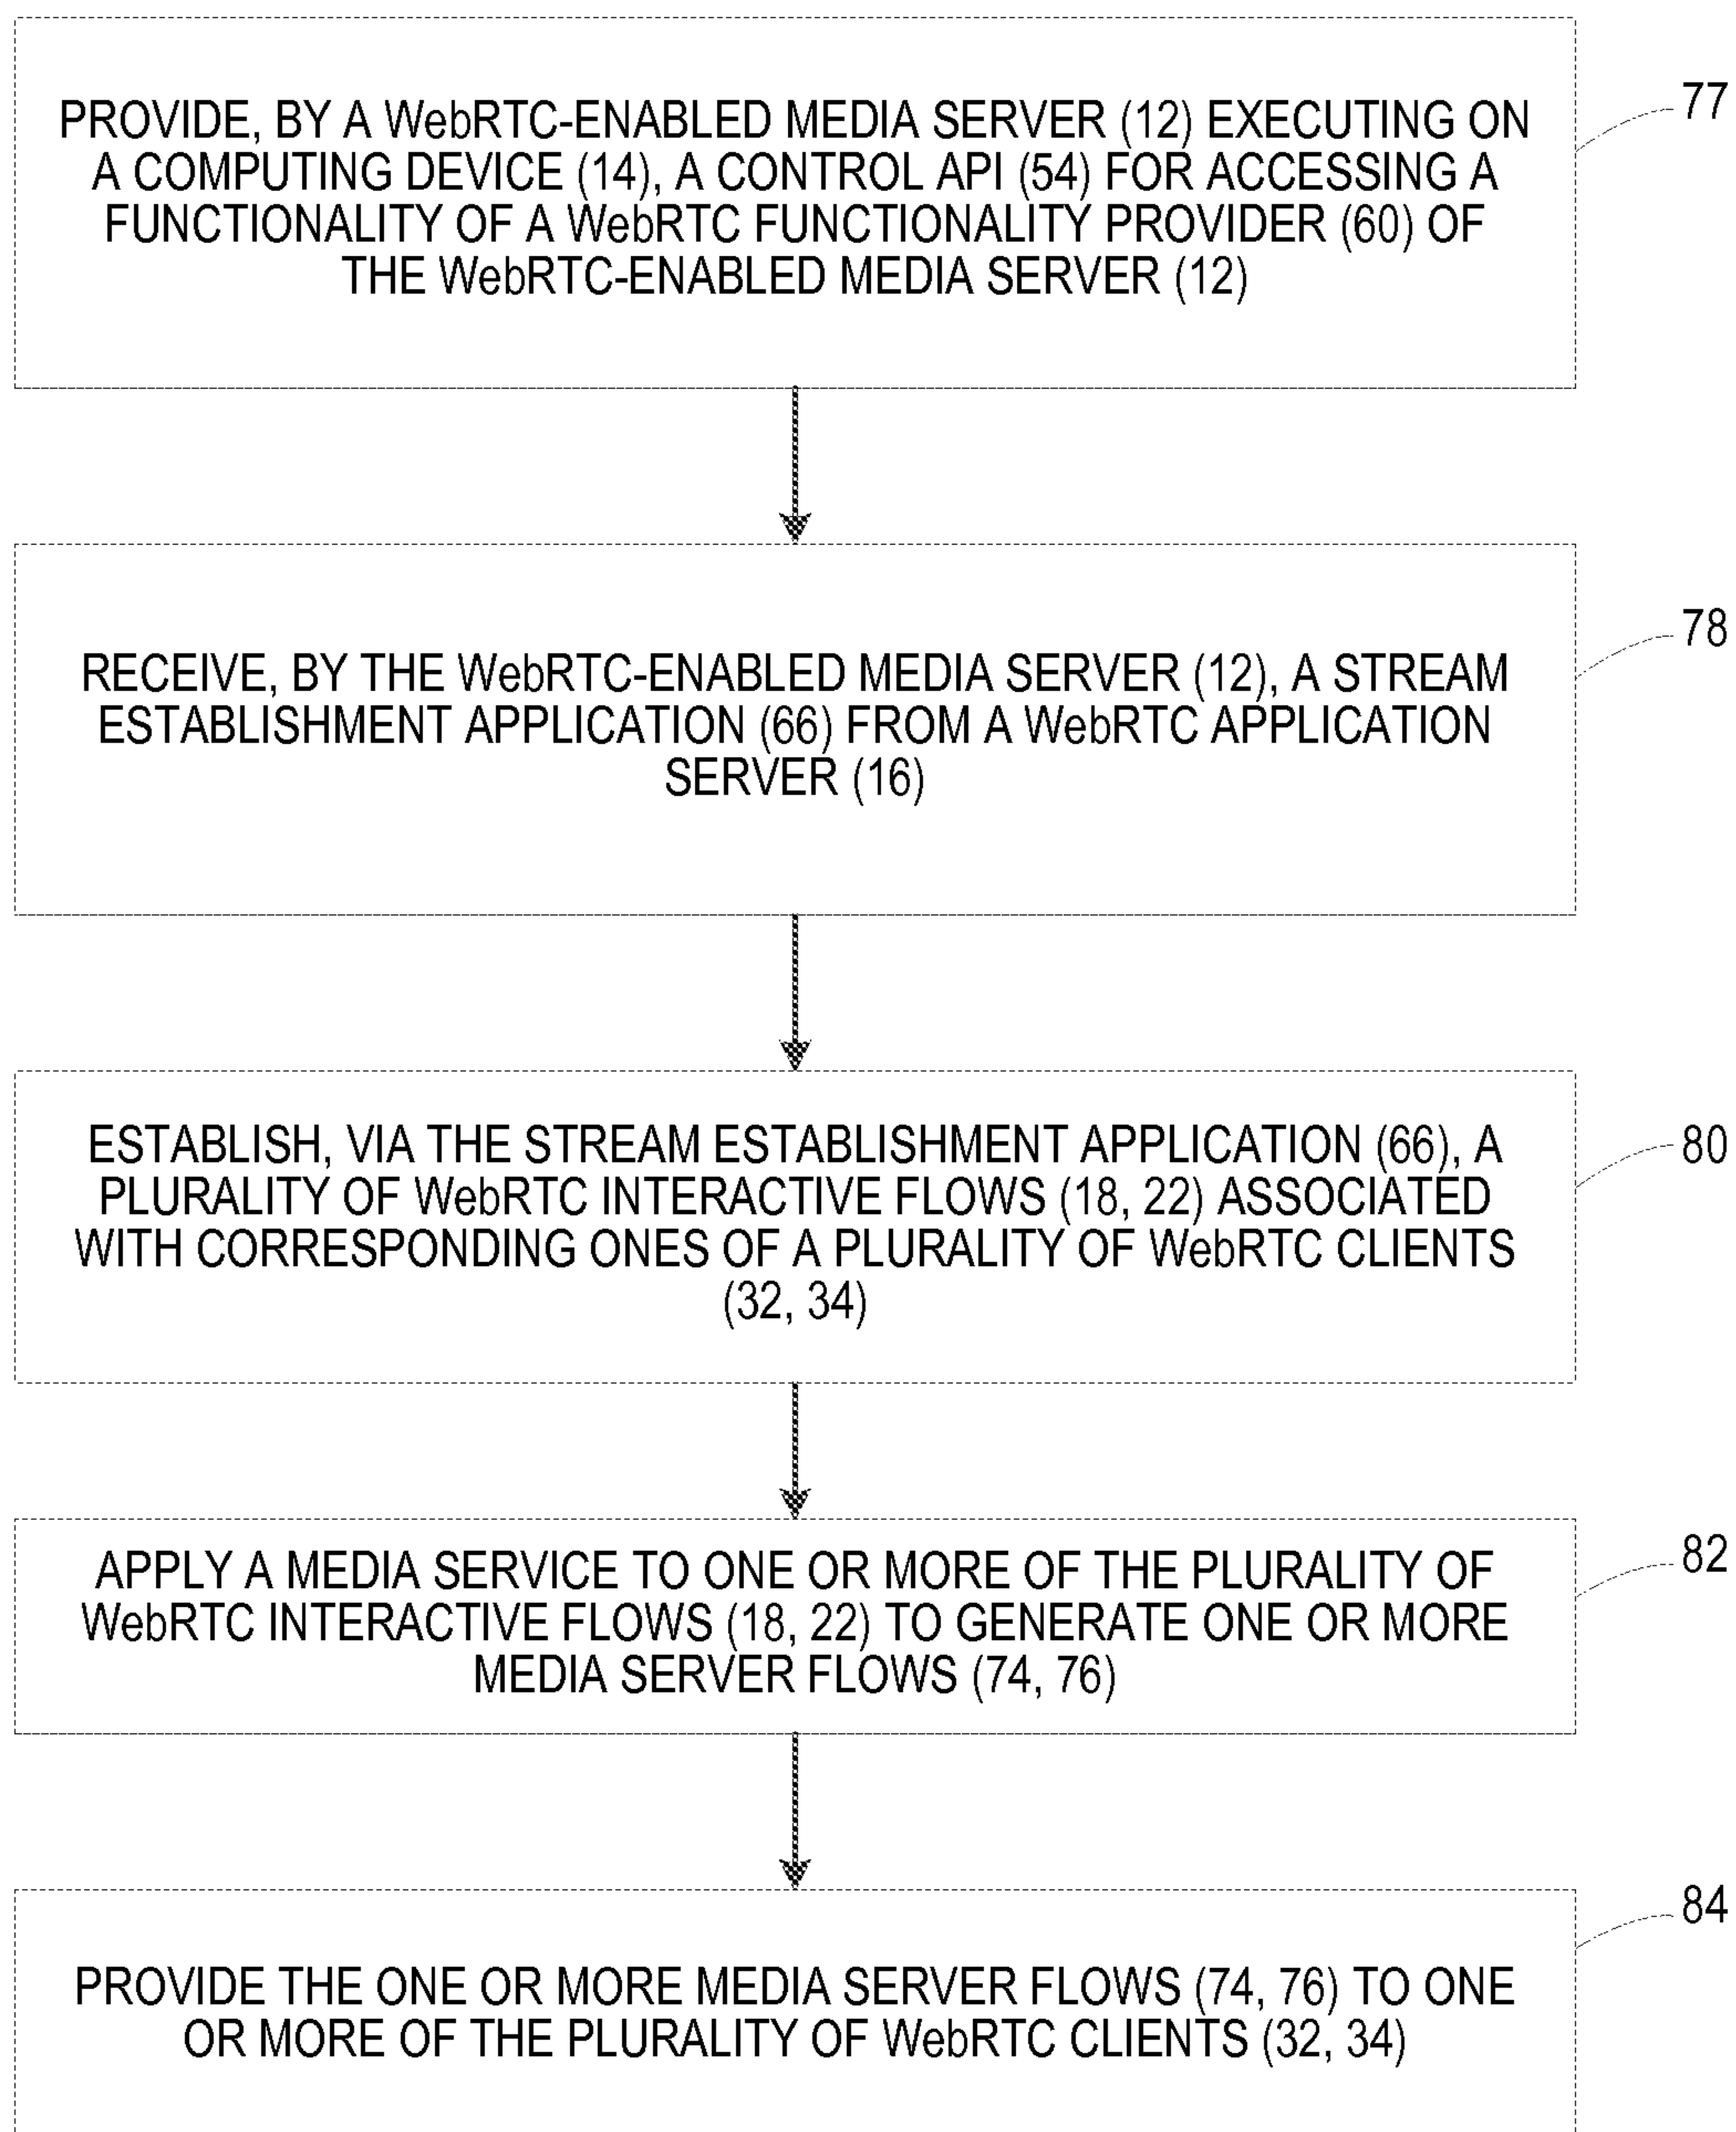 PROVIDE, BY A WebRTC-ENABLED MEDIA SERVER (12) EXECUTING ON
A COMPUTING DEVICE (14), A CONTROL API (54) FOR ACCESSING A
FUNCTIONALITY OF A WebRTC FUNCTIONALITY PROVIDER (60) OF
THE WebRTC-ENABLED MEDIA SERVER (12)
77
RECEIVE, BY THE WebRTC-ENABLED MEDIA SERVER (12), A STREAM
ESTABLISHMENT APPLICATION (66) FROM A WebRTC APPLICATION
SERVER (16)
78
ESTABLISH, VIA THE STREAM ESTABLISHMENT APPLICATION (66), A
PLURALITY OF WebRTC INTERACTIVE FLOWS (18, 22) ASSOCIATED
WITH CORRESPONDING ONES OF A PLURALITY OF WebRTC CLIENTS
(32, 34)
80
APPLY A MEDIA SERVICE TO ONE OR MORE OF THE PLURALITY OF
WebRTC INTERACTIVE FLOWS (18, 22) TO GENERATE ONE OR MORE
MEDIA SERVER FLOWS (74, 76)
82
PROVIDE THE ONE OR MORE MEDIA SERVER FLOWS (74, 76) TO ONE
OR MORE OF THE PLURALITY OF WebRTC CLIENTS (32, 34)
84